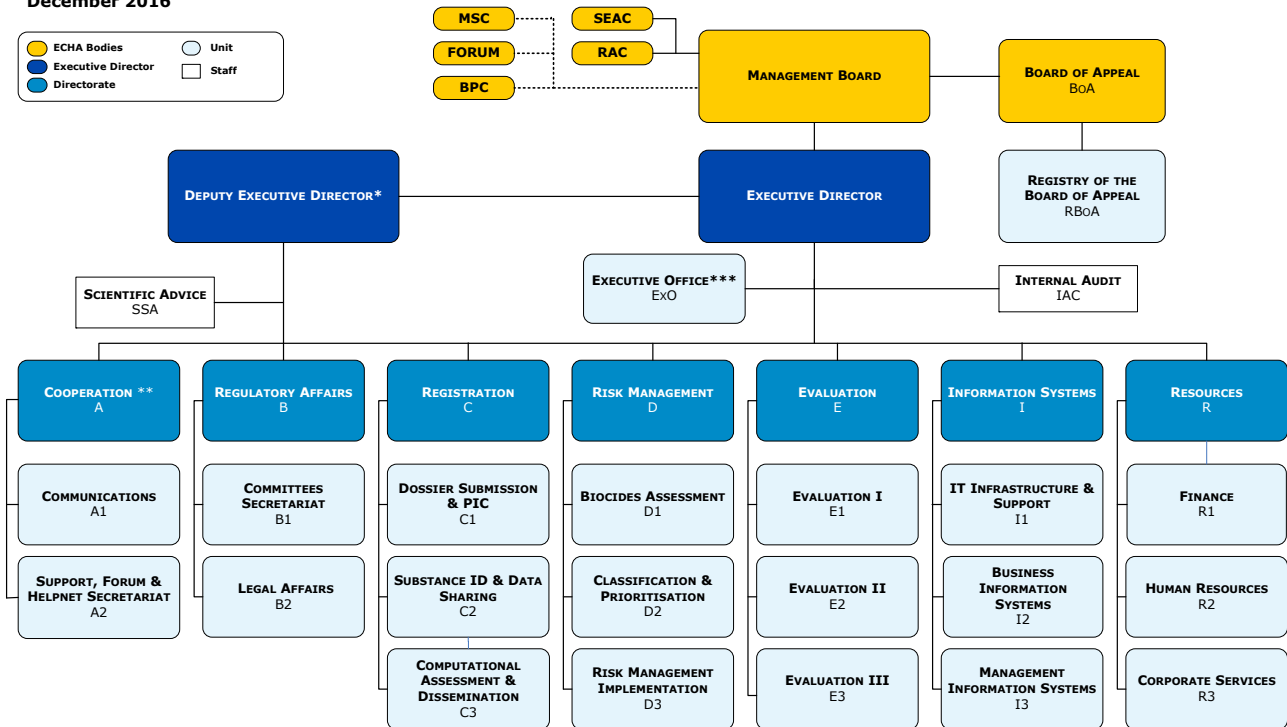 December 2016
ECHA Bodies
Unit
Executive Director
Staff
Directorate
MSC
SEAC
FORUM
RAC
BPC
MANAGEMENT BOARD
BOARD OF APPEAL
BOA
DEPUTY EXECUTIVE DIRECTOR*
EXECUTIVE DIRECTOR
REGISTRY OF THE
BOARD OF APPEAL
RBOA
SCIENTIFIC ADVICE
SSA
EXECUTIVE OFFICE***
EXO
INTERNAL AUDIT
IAC
COOPERATION **
A
REGULATORY AFFAIRS
B
REGISTRATION
C
RISK MANAGEMENT
D
EVALUATION
E
INFORMATION SYSTEMS
I
RESOURCES
R
COMMUNICATIONS
A1
COMMITTEES
SECRETARIAT
B1
DOSSIER SUBMISSION
& PIC
C1
BIOCIDES ASSESSMENT
D1
EVALUATION I
E1
IT INFRASTRUCTURE &
SUPPORT
I1
FINANCE
R1
SUPPORT, FORUM &
HELPNET SECRETARIAT
A2
LEGAL AFFAIRS
B2
SUBSTANCE ID & DATA
SHARING
C2
CLASSIFICATION &
PRIORITISATION
D2
EVALUATION II
E2
BUSINESS
INFORMATION
SYSTEMS
I2
HUMAN RESOURCES
R2
COMPUTATIONAL
ASSESSMENT &
DISSEMINATION
C3
RISK MANAGEMENT
IMPLEMENTATION
D3
EVALUATION III
E3
MANAGEMENT
INFORMATION SYSTEMS
I3
CORPORATE SERVICES
R3